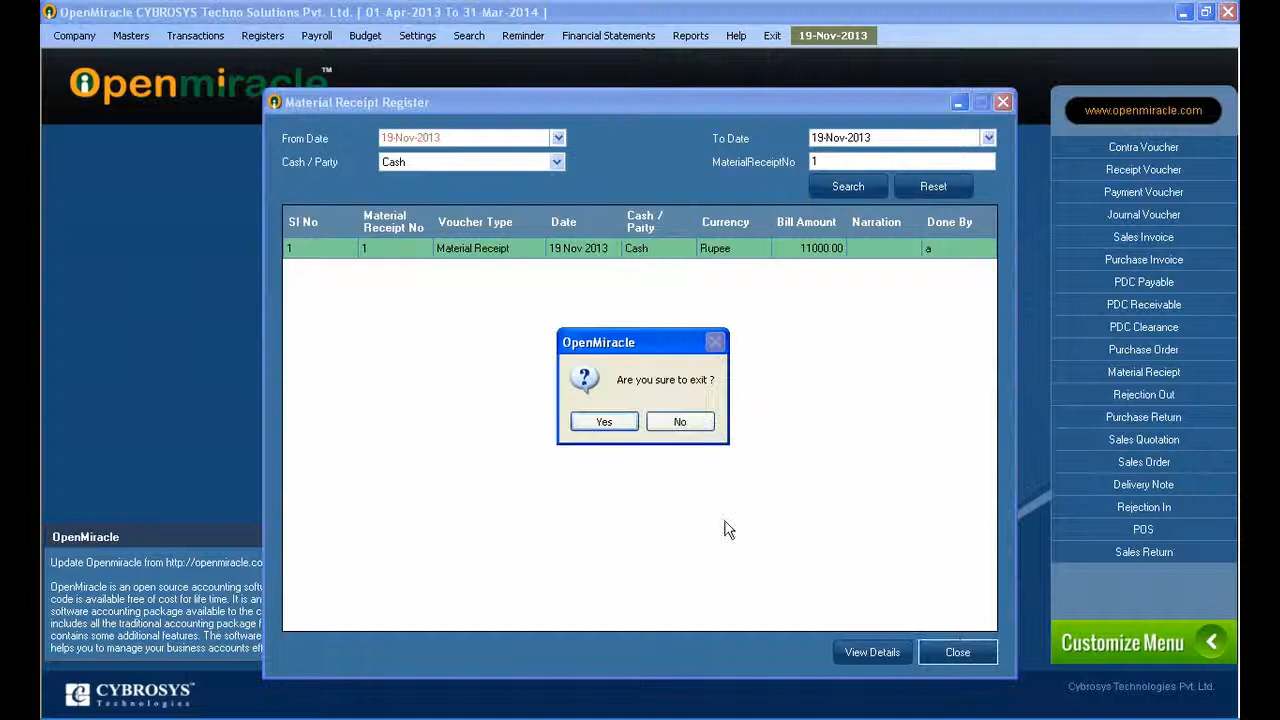 OpenMiracle CYBROSYS Techno Solutions Pvt. Ltd. [ 01-Apr-2013 To 31-Mar-2014 ]
Company Masters Transactions Registers Payroll Budget Settings Search Reminder Financial Statements Reports Help Exit 19-Nov-2013
Openmiracle™
www.openmiracle.com
Material Receipt Register
From Date 19-Nov-2013 To Date 19-Nov-2013
Cash / Party Cash MaterialReceiptNo 1
Search Reset
Sl No Material Receipt No Voucher Type Date Cash / Party Currency Bill Amount Narration Done By
1 1 Material Receipt 19 Nov 2013 Cash Rupee 11000.00 a
OpenMiracle
Are you sure to exit ?
Yes No
View Details Close
Contra Voucher
Receipt Voucher
Payment Voucher
Journal Voucher
Sales Invoice
Purchase Invoice
PDC Payable
PDC Receivable
PDC Clearance
Purchase Order
Material Reciept
Rejection Out
Purchase Return
Sales Quotation
Sales Order
Delivery Note
Rejection In
POS
Sales Return
Customize Menu
OpenMiracle
Update Openmiracle from http://openmiracle.co
OpenMiracle is an open source accounting softw
code is available free of cost for life time. It is an
software accounting package available to the c
includes all the traditional accounting package f
contains some additional features. The software
helps you to manage your business accounts eff
CYBROSYS
Technologies
Cybrosys Technologies Pvt. Ltd.